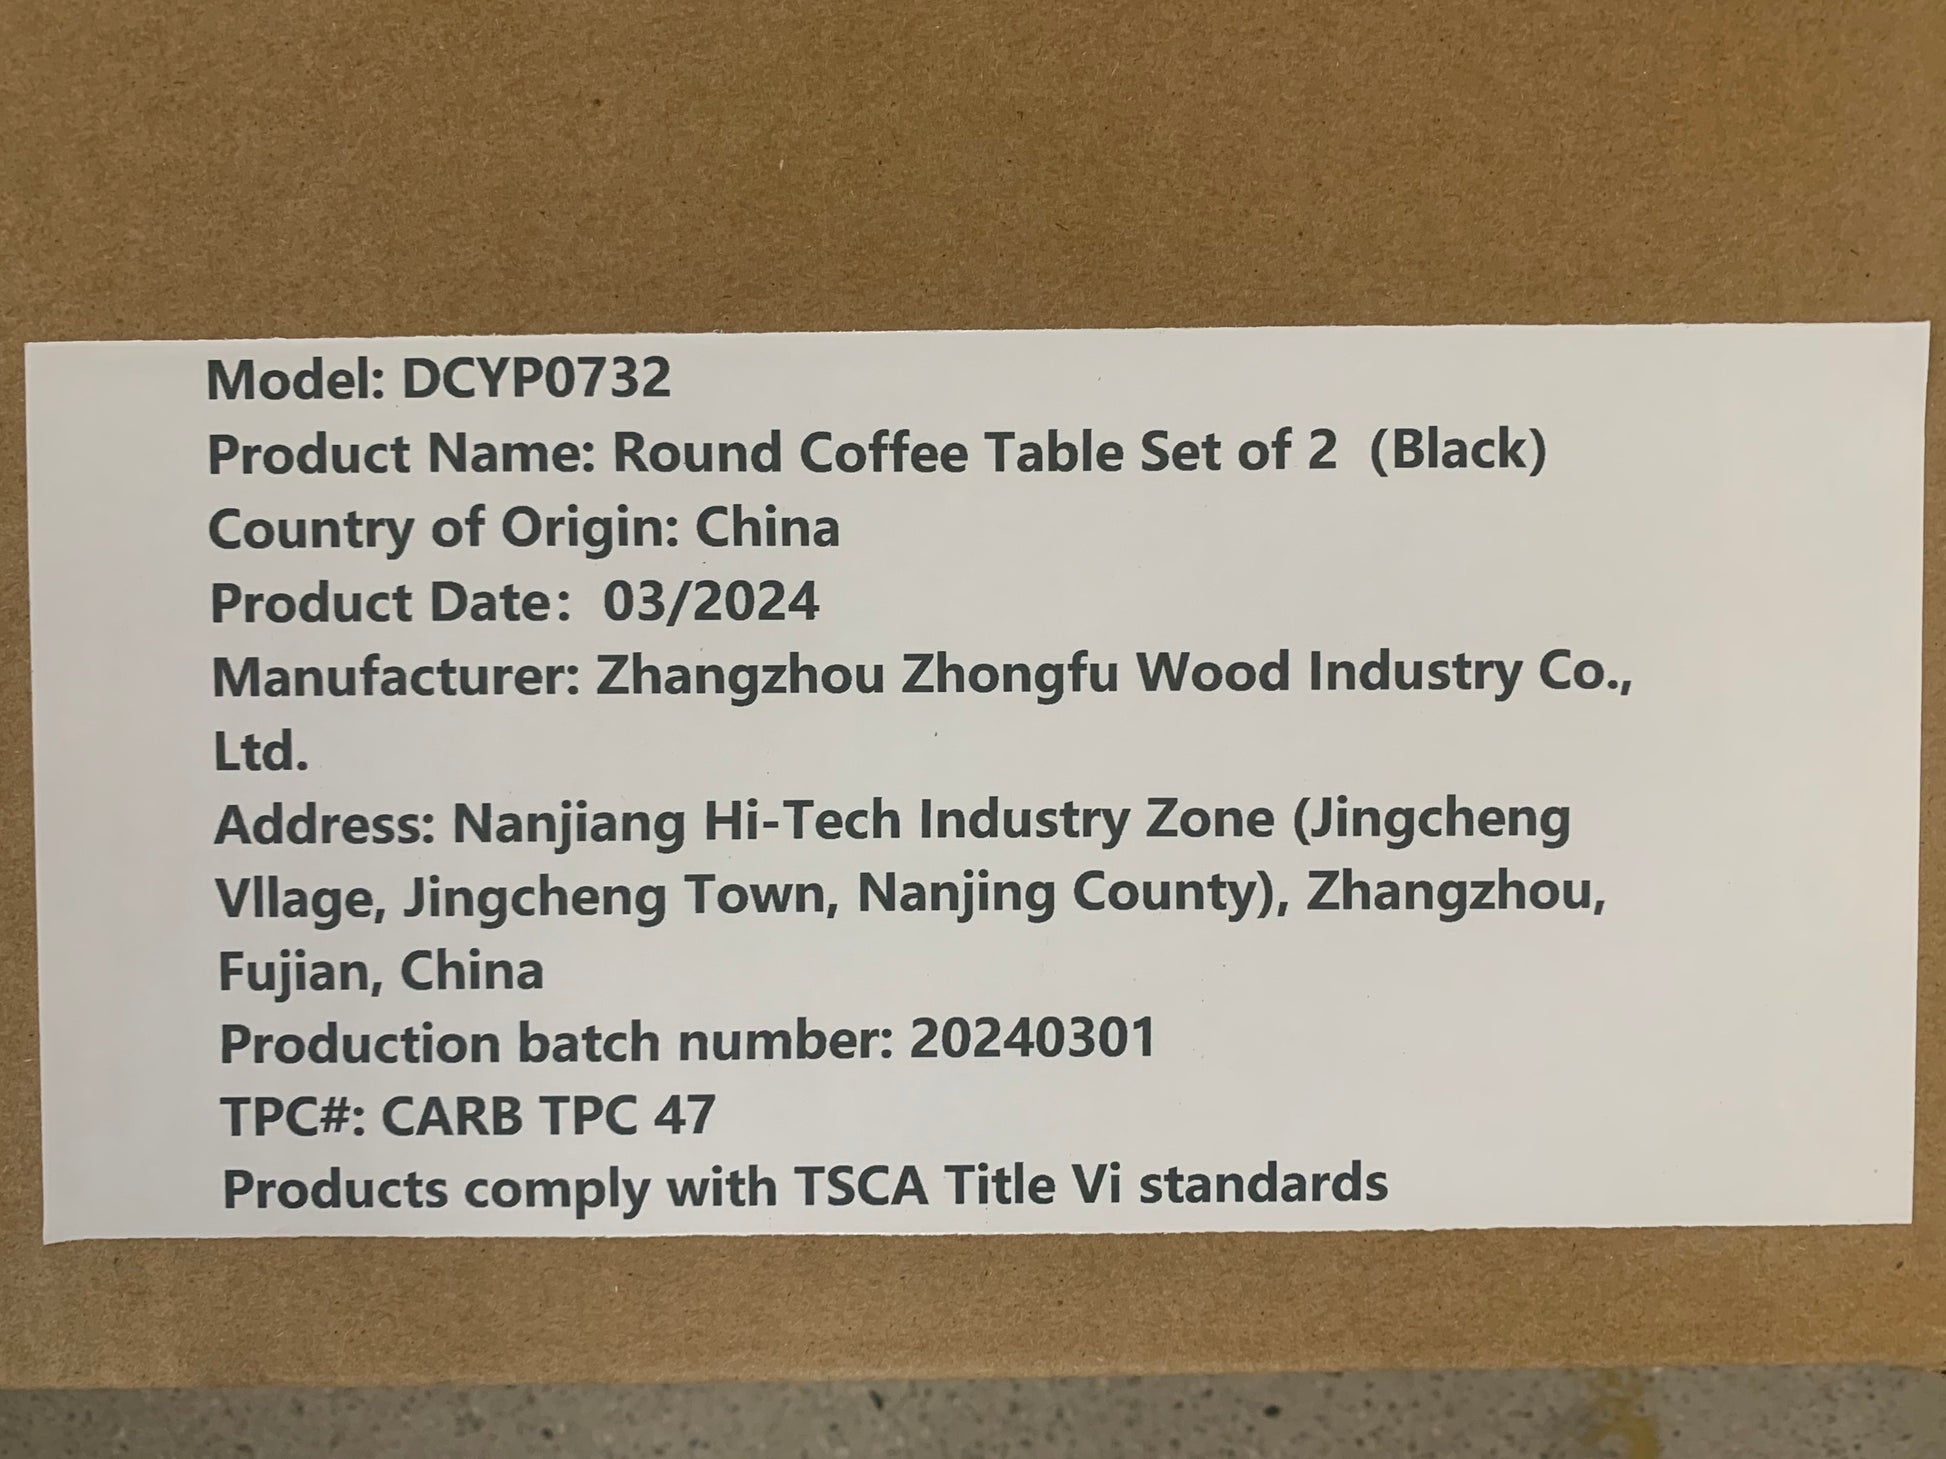 Model: DCYP0732
Product Name: Round Coffee Table Set of 2  (Black)
Country of Origin: China
Product Date：03/2024
Manufacturer: Zhangzhou Zhongfu Wood Industry Co.,
Ltd.
Address: Nanjiang Hi-Tech Industry Zone (Jingcheng
Vllage, Jingcheng Town, Nanjing County), Zhangzhou,
Fujian, China
Production batch number: 20240301
TPC#: CARB TPC 47
Products comply with TSCA Title Vi standards